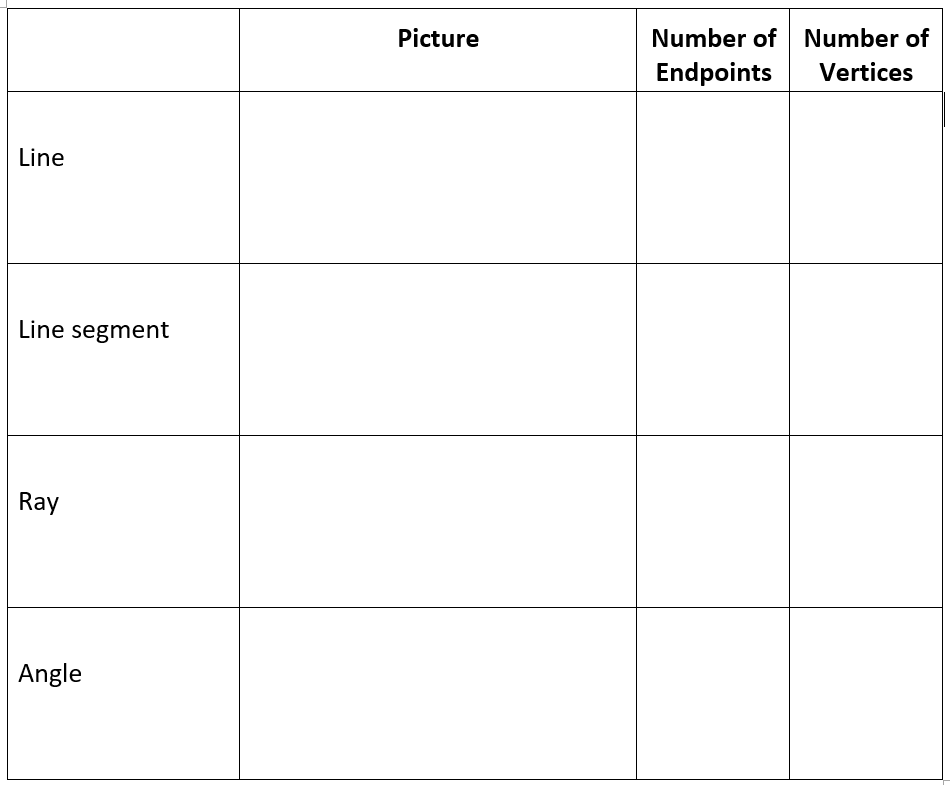 Picture
Number of
Endpoints
Number of
Vertices
Line
Line segment
Ray
Angle